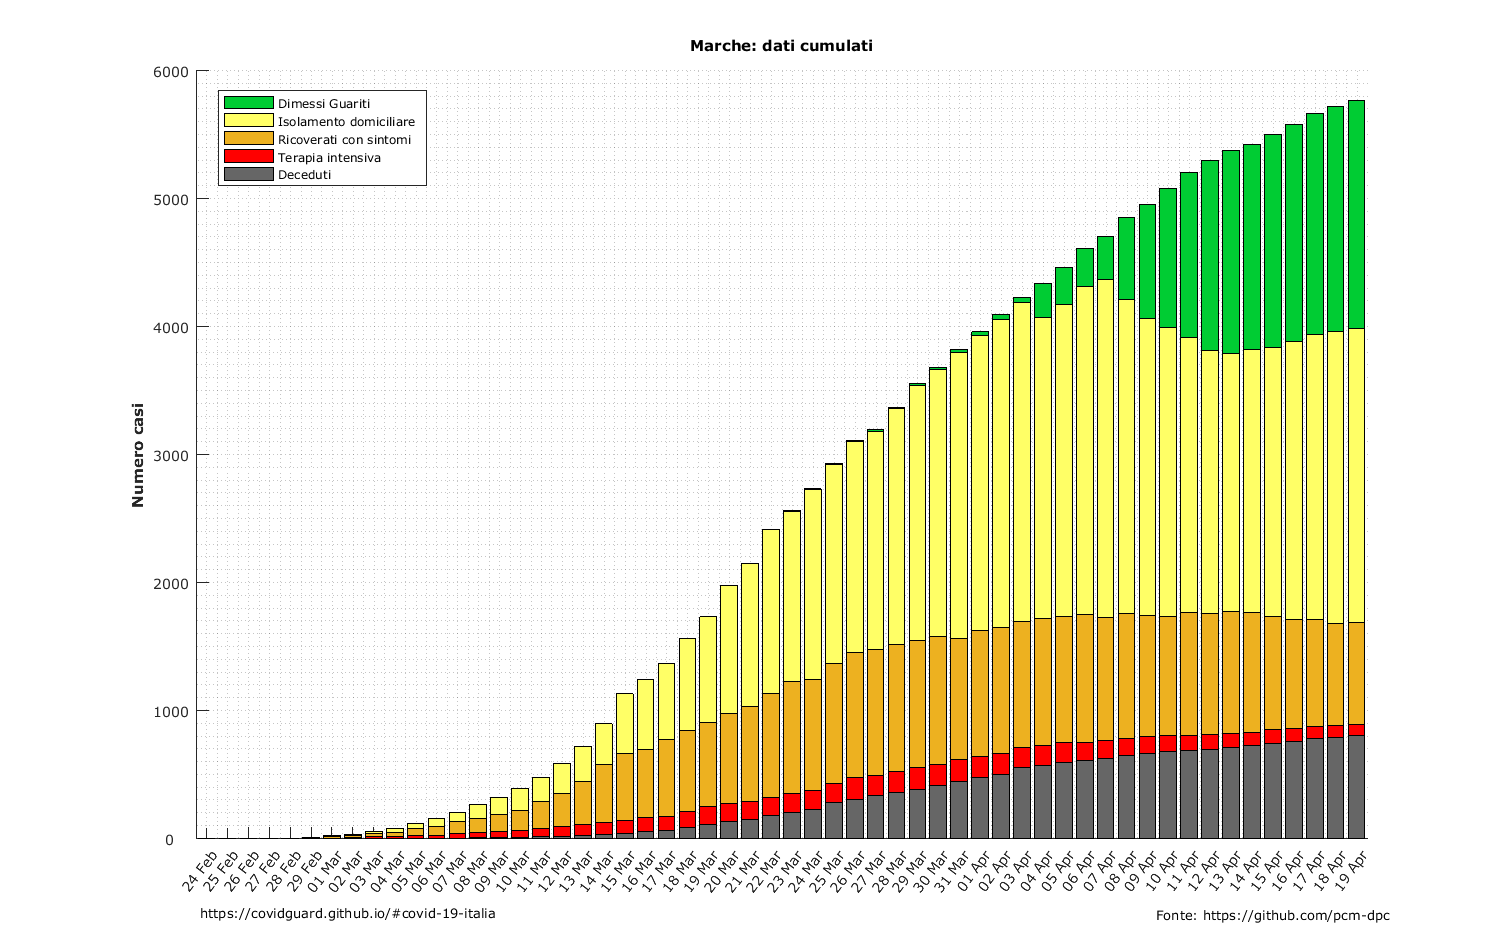 Marche: dati cumulati
6000
5000
4000
3000
2000
1000
0
Numero casi
Dimessi Guariti
Isolamento domiciliare
Ricoverati con sintomi
Terapia intensiva
Deceduti
24 Feb
25 Feb
26 Feb
27 Feb
28 Feb
29 Feb
01 Mar
02 Mar
03 Mar
04 Mar
05 Mar
06 Mar
07 Mar
08 Mar
09 Mar
10 Mar
11 Mar
12 Mar
13 Mar
14 Mar
15 Mar
16 Mar
17 Mar
18 Mar
19 Mar
20 Mar
21 Mar
22 Mar
23 Mar
24 Mar
25 Mar
26 Mar
27 Mar
28 Mar
29 Mar
30 Mar
31 Mar
01 Apr
02 Apr
03 Apr
04 Apr
05 Apr
06 Apr
07 Apr
08 Apr
09 Apr
10 Apr
11 Apr
12 Apr
13 Apr
14 Apr
15 Apr
16 Apr
17 Apr
18 Apr
19 Apr
https://covidguard.github.io/#covid-19-italia
Fonte: https://github.com/pcm-dpc